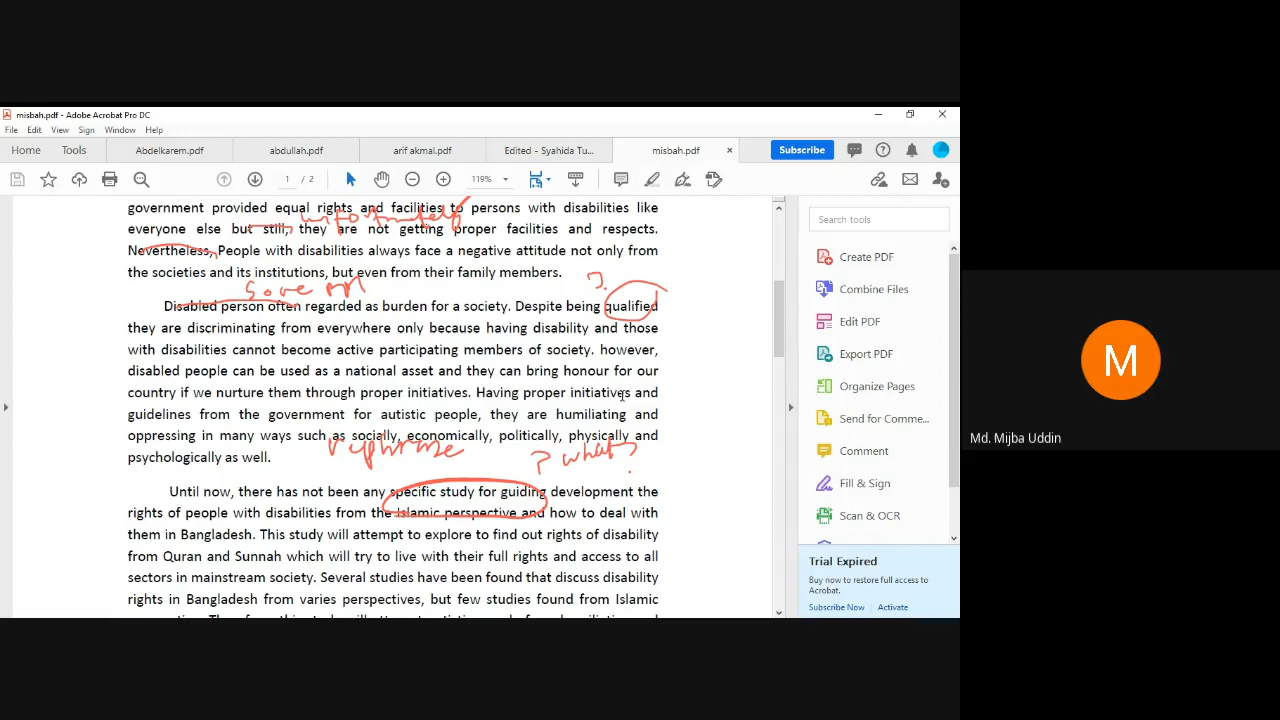 misbah.pdf - Adobe Acrobat Pro DC
File Edit View Sign Window Help
Home Tools Abdelkarem.pdf abdullah.pdf arif akmal.pdf Edited - Syahida Tu... misbah.pdf × Subscribe
1 / 2 119%
government provided equal rights and facilities to persons with disabilities like
unfortunately
everyone else but still, they are not getting proper facilities and respects.
Nevertheless, People with disabilities always face a negative attitude not only from
the societies and its institutions, but even from their family members.
?
Disabled person often regarded as burden for a society. Despite being qualified
they are discriminating from everywhere only because having disability and those
with disabilities cannot become active participating members of society. however,
disabled people can be used as a national asset and they can bring honour for our
country if we nurture them through proper initiatives. Having proper initiatives and
guidelines from the government for autistic people, they are humiliating and
oppressing in many ways such as socially, economically, politically, physically and
psychologically as well.
rephrase ? what?
Until now, there has not been any specific study for guiding development the
rights of people with disabilities from the Islamic perspective and how to deal with
them in Bangladesh. This study will attempt to explore to find out rights of disability
from Quran and Sunnah which will try to live with their full rights and access to all
sectors in mainstream society. Several studies have been found that discuss disability
rights in Bangladesh from varies perspectives, but few studies found from Islamic
Search tools
Create PDF
Combine Files
Edit PDF
Export PDF
Organize Pages
Send for Comme...
Comment
Fill & Sign
Scan & OCR
Trial Expired
Buy now to restore full access to
Acrobat.
Subscribe Now Activate
M
Md. Mijba Uddin